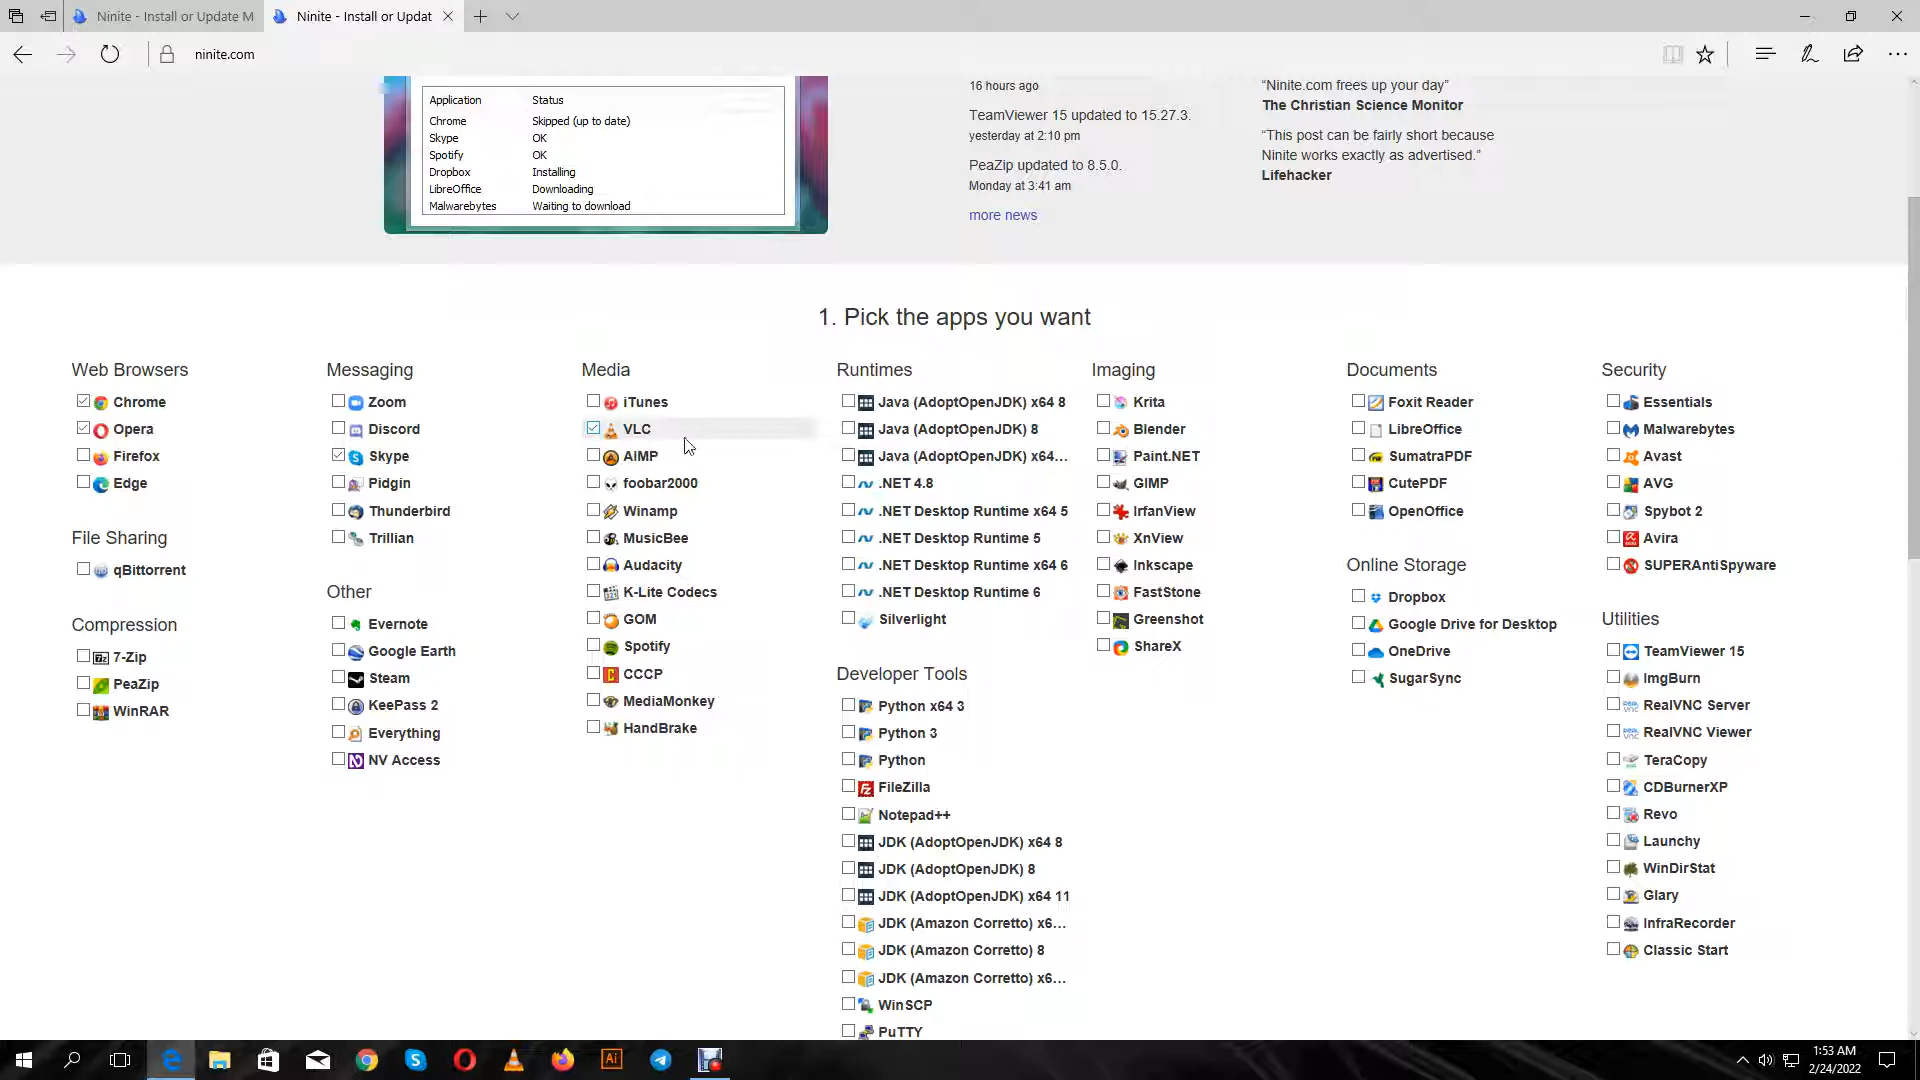 Ninite - Install or Update M
Ninite - Install or Updat
ninite.com
Application Status
Chrome Skipped (up to date)
Skype OK
Spotify OK
Dropbox Installing
LibreOffice Downloading
Malwarebytes Waiting to download
16 hours ago
TeamViewer 15 updated to 15.27.3.
yesterday at 2:10 pm
PeaZip updated to 8.5.0.
Monday at 3:41 am
more news
“Ninite.com frees up your day”
The Christian Science Monitor
“This post can be fairly short because
Ninite works exactly as advertised.”
Lifehacker
1. Pick the apps you want
Web Browsers
Chrome
Opera
Firefox
Edge
File Sharing
qBittorrent
Compression
7-Zip
PeaZip
WinRAR
Messaging
Zoom
Discord
Skype
Pidgin
Thunderbird
Trillian
Other
Evernote
Google Earth
Steam
KeePass 2
Everything
NV Access
Media
iTunes
VLC
AIMP
foobar2000
Winamp
MusicBee
Audacity
K-Lite Codecs
GOM
Spotify
CCCP
MediaMonkey
HandBrake
Runtimes
Java (AdoptOpenJDK) x64 8
Java (AdoptOpenJDK) 8
Java (AdoptOpenJDK) x64...
.NET 4.8
.NET Desktop Runtime x64 5
.NET Desktop Runtime 5
.NET Desktop Runtime x64 6
.NET Desktop Runtime 6
Silverlight
Developer Tools
Python x64 3
Python 3
Python
FileZilla
Notepad++
JDK (AdoptOpenJDK) x64 8
JDK (AdoptOpenJDK) 8
JDK (AdoptOpenJDK) x64 11
JDK (Amazon Corretto) x6...
JDK (Amazon Corretto) 8
JDK (Amazon Corretto) x6...
WinSCP
PuTTY
Imaging
Krita
Blender
Paint.NET
GIMP
IrfanView
XnView
Inkscape
FastStone
Greenshot
ShareX
Documents
Foxit Reader
LibreOffice
SumatraPDF
CutePDF
OpenOffice
Online Storage
Dropbox
Google Drive for Desktop
OneDrive
SugarSync
Security
Essentials
Malwarebytes
Avast
AVG
Spybot 2
Avira
SUPERAntiSpyware
Utilities
TeamViewer 15
ImgBurn
RealVNC Server
RealVNC Viewer
TeraCopy
CDBurnerXP
Revo
Launchy
WinDirStat
Glary
InfraRecorder
Classic Start
Ai
1:53 AM
2/24/2022